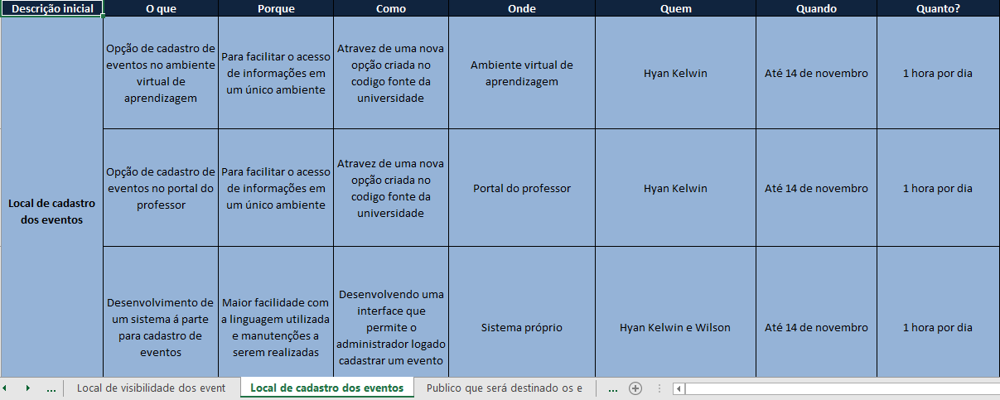 Descrição inicial O que Porque Como Onde Quem Quando Quanto?
Opção de cadastro de
eventos no ambiente
virtual de
aprendizagem
Para facilitar o acesso
de informações em
um único ambiente
Atravez de uma nova
opção criada no
codigo fonte da
universidade
Ambiente virtual de
aprendizagem
Hyan Kelwin
Até 14 de novembro
1 hora por dia
Local de cadastro
dos eventos
Opção de cadastro de
eventos no portal do
professor
Para facilitar o acesso
de informações em
um único ambiente
Atravez de uma nova
opção criada no
codigo fonte da
universidade
Portal do professor
Hyan Kelwin
Até 14 de novembro
1 hora por dia
Desenvolvimento de
um sistema á parte
para cadastro de
eventos
Maior facilidade com
a linguagem utilizada
e manutenções a
serem realizadas
Desenvolvendo uma
interface que
permite o
administrador logado
cadastrar um evento
Sistema próprio
Hyan Kelwin e Wilson
Até 14 de novembro
1 hora por dia
... Local de visibilidade dos event Local de cadastro dos eventos Publico que será destinado os e ...